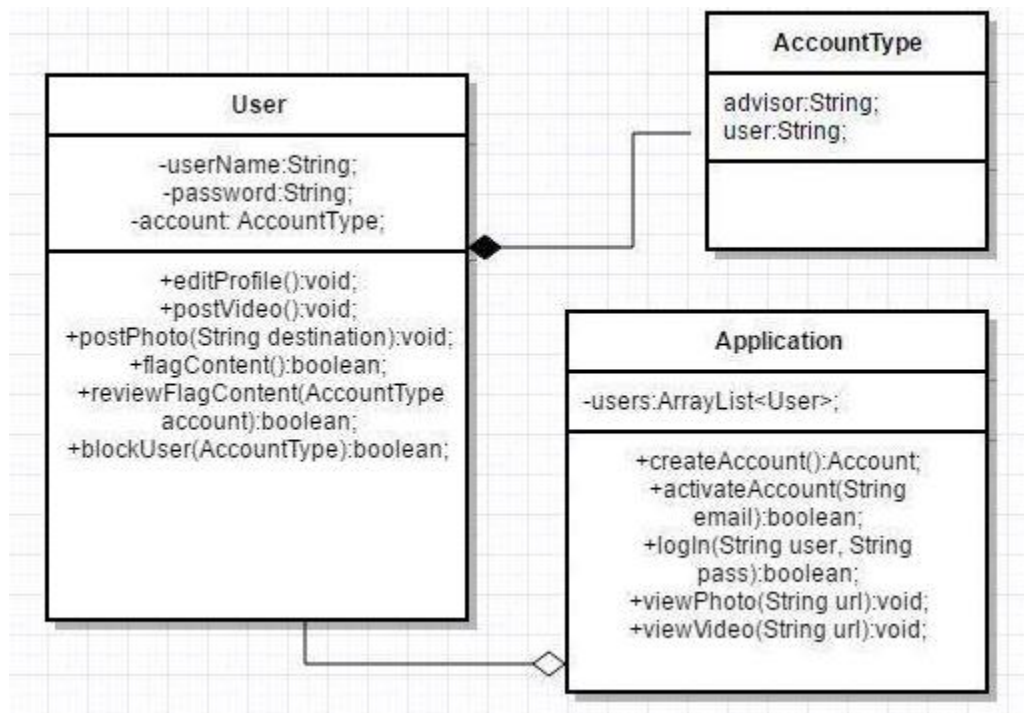 User
-userName:String;
-password:String;
-account: AccountType;
+editProfile():void;
+postVideo():void;
+postPhoto(String destination):void;
+flagContent():boolean;
+reviewFlagContent(AccountType
account):boolean;
+blockUser(AccountType):boolean;
AccountType
advisor:String;
user:String;
Application
-users:ArrayList<User>;
+createAccount():Account;
+activateAccount(String
email):boolean;
+logIn(String user, String
pass):boolean;
+viewPhoto(String url):void;
+viewVideo(String url):void;